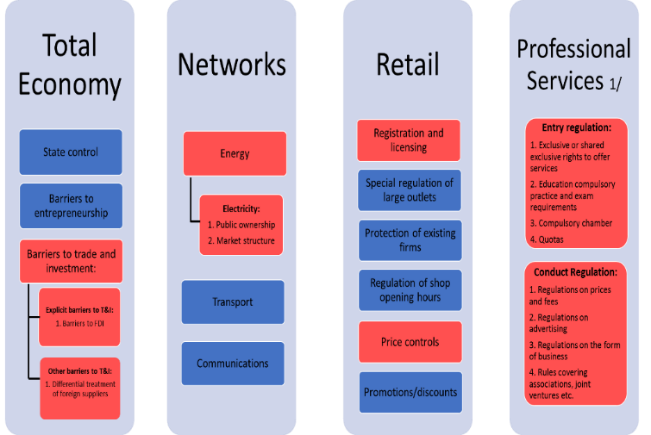 Total
Economy
State control
Barriers to
entrepreneurship
Barriers to trade and
investment:
Explicit barriers to T&I:
1. Barriers to FDI
Other barriers to T&I:
1. Differential treatment
of foreign suppliers
Networks
Energy
Electricity:
1. Public ownership
2. Market structure
Transport
Communications
Retail
Registration and
licensing
Special regulation of
large outlets
Protection of existing
firms
Regulation of shop
opening hours
Price controls
Promotions/discounts
Professional
Services 1/
Entry regulation:
1. Exclusive or shared
exclusive rights to offer
services
2. Education compulsory
practice and exam
requirements
3. Compulsory chamber
4. Quotas
Conduct Regulation:
1. Regulations on prices
and fees
2. Regulations on
advertising
3. Regulations on the form
of business
4. Rules covering
associations, joint
ventures etc.